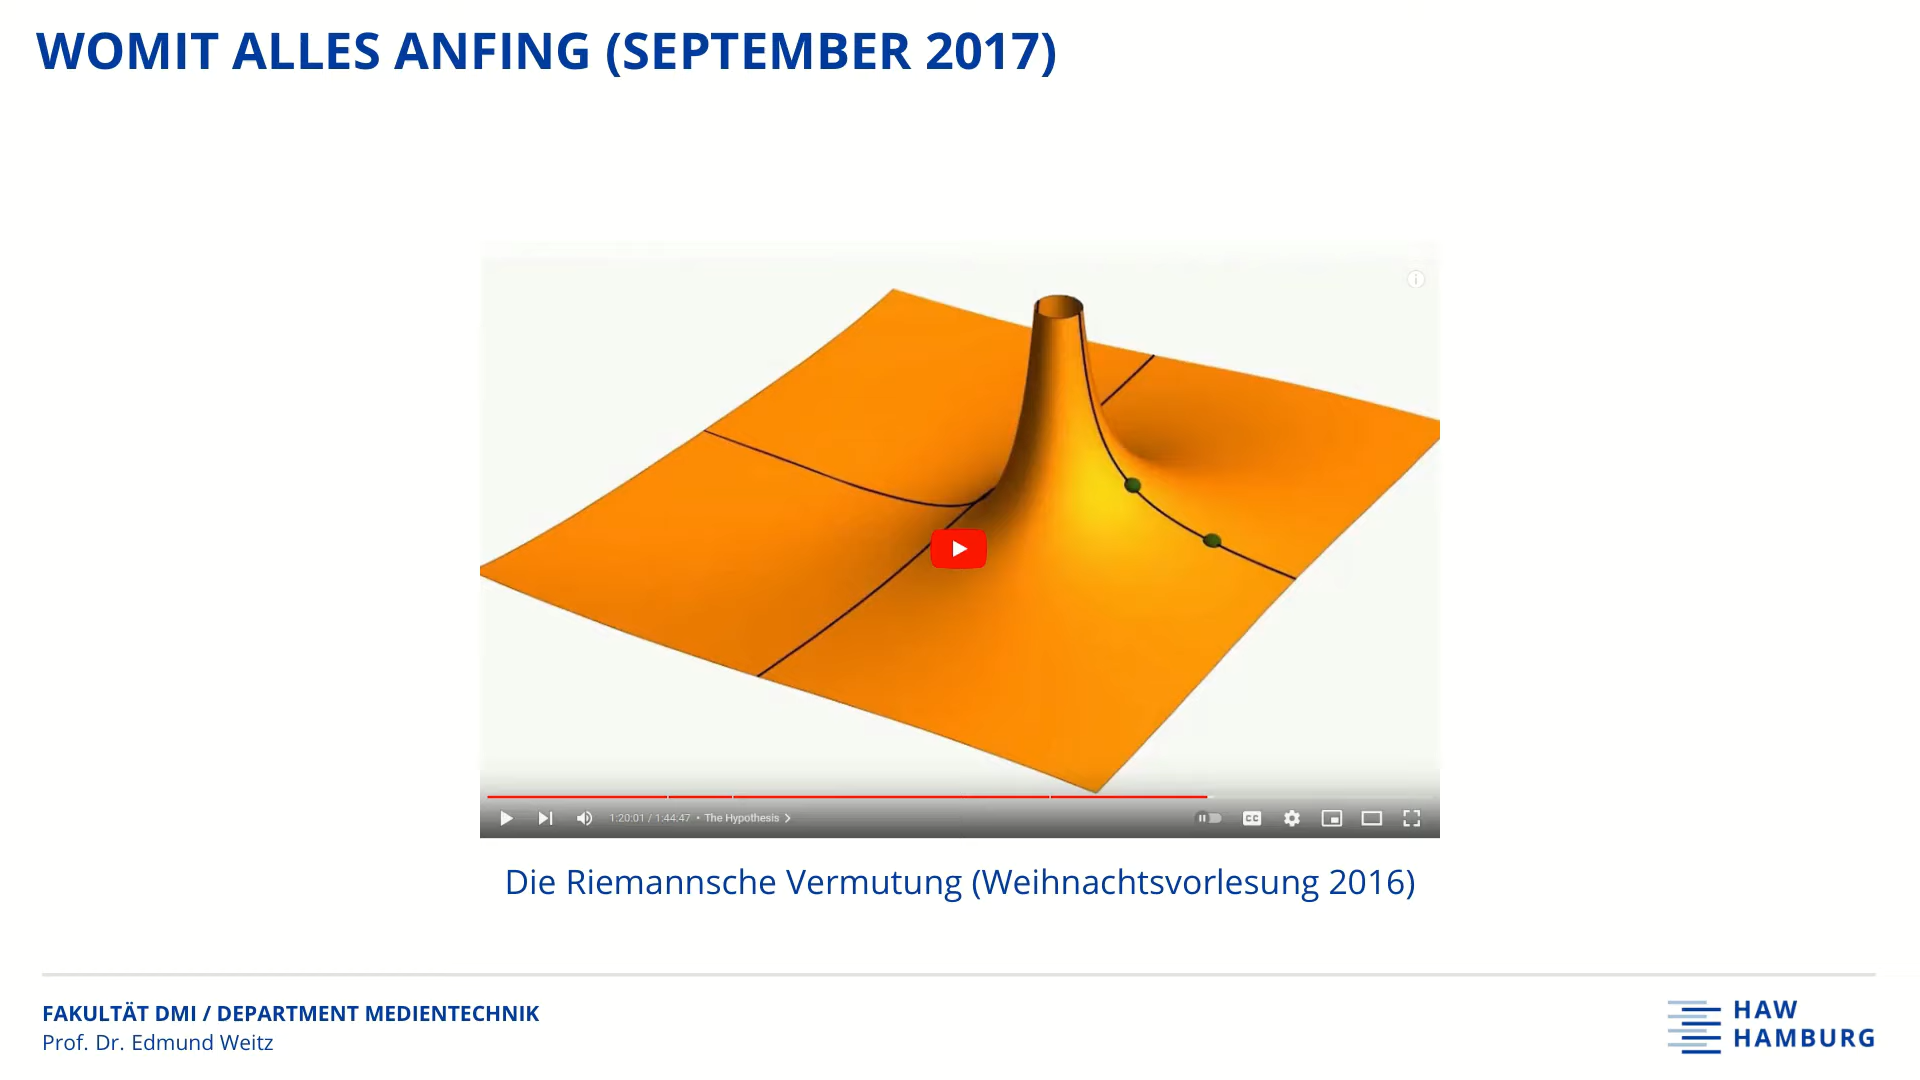 WOMIT ALLES ANFING (SEPTEMBER 2017)
1:20:01 / 1:44:47 • The Hypothesis
CC
Die Riemannsche Vermutung (Weihnachtsvorlesung 2016)
FAKULTÄT DMI / DEPARTMENT MEDIENTECHNIK
Prof. Dr. Edmund Weitz
HAW
HAMBURG